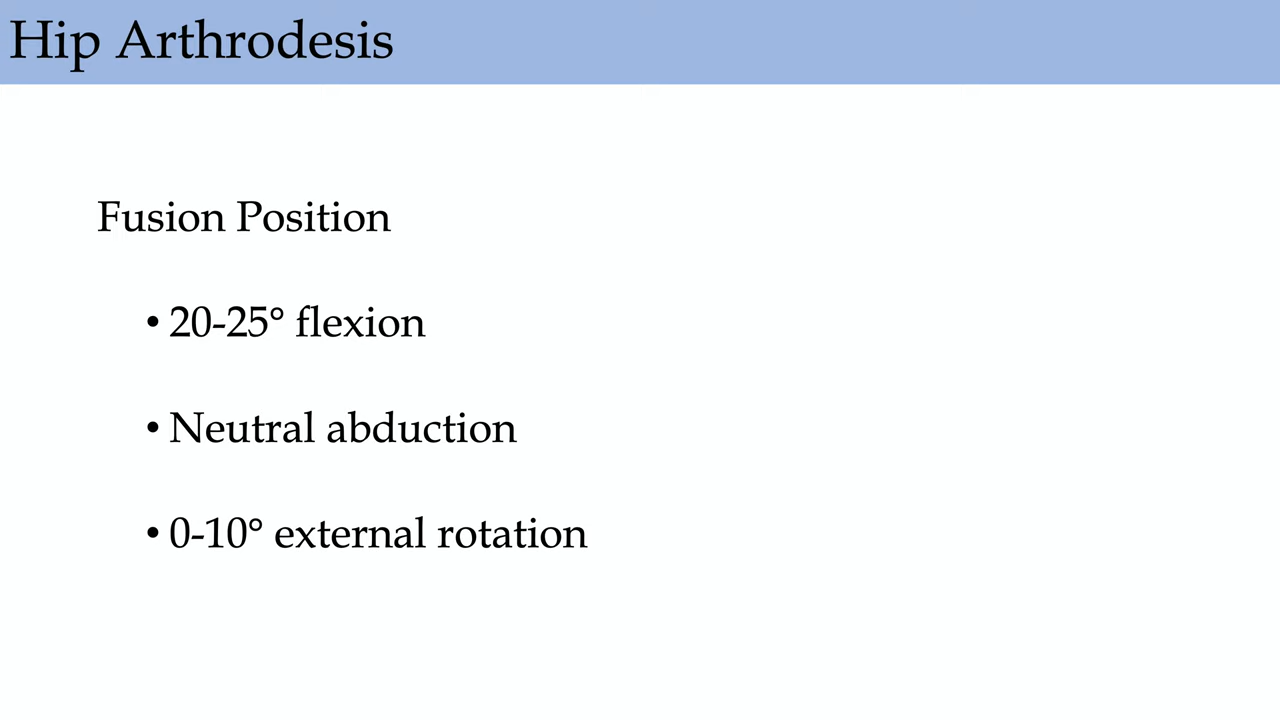 Hip Arthrodesis
Fusion Position
• 20-25° flexion
• Neutral abduction
• 0-10° external rotation